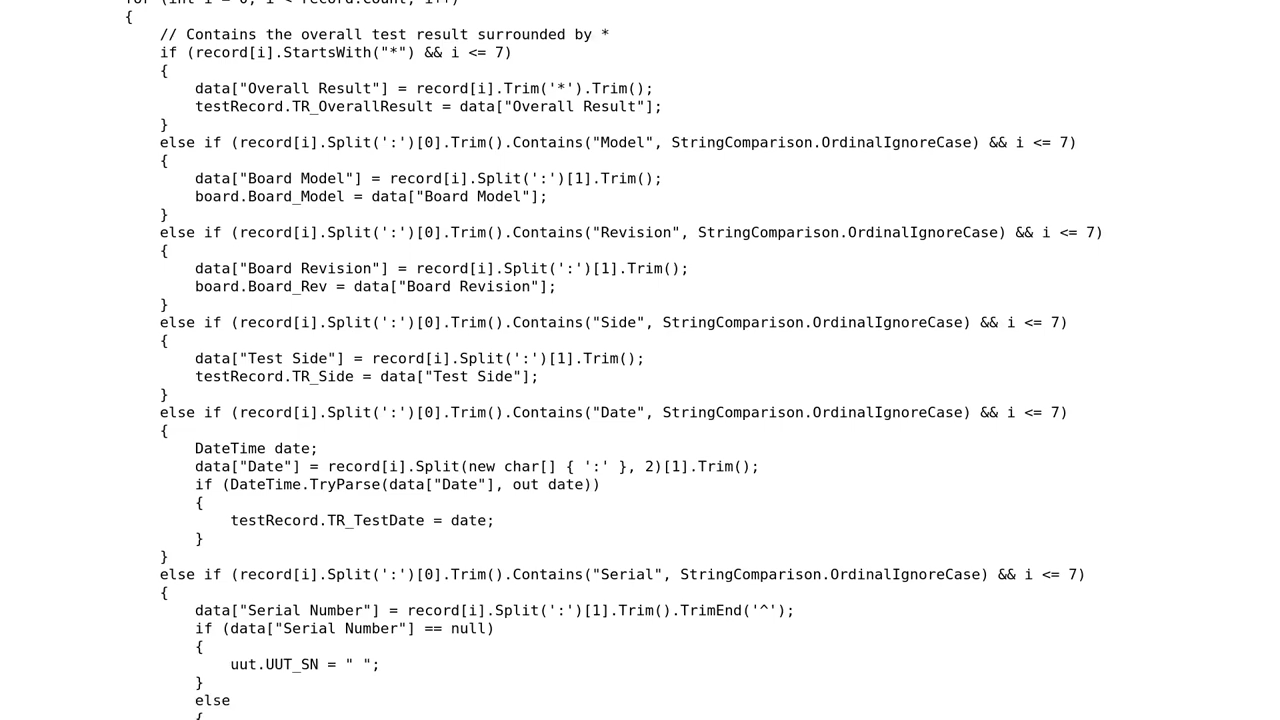 for (int i = 0; i < record.Count; i++)
{
// Contains the overall test result surrounded by *
if (record[i].StartsWith("*") && i <= 7)
{
data["Overall Result"] = record[i].Trim('*').Trim();
testRecord.TR_OverallResult = data["Overall Result"];
}
else if (record[i].Split(':')[0].Trim().Contains("Model", StringComparison.OrdinalIgnoreCase) && i <= 7)
{
data["Board Model"] = record[i].Split(':')[1].Trim();
board.Board_Model = data["Board Model"];
}
else if (record[i].Split(':')[0].Trim().Contains("Revision", StringComparison.OrdinalIgnoreCase) && i <= 7)
{
data["Board Revision"] = record[i].Split(':')[1].Trim();
board.Board_Rev = data["Board Revision"];
}
else if (record[i].Split(':')[0].Trim().Contains("Side", StringComparison.OrdinalIgnoreCase) && i <= 7)
{
data["Test Side"] = record[i].Split(':')[1].Trim();
testRecord.TR_Side = data["Test Side"];
}
else if (record[i].Split(':')[0].Trim().Contains("Date", StringComparison.OrdinalIgnoreCase) && i <= 7)
{
DateTime date;
data["Date"] = record[i].Split(new char[] { ':' }, 2)[1].Trim();
if (DateTime.TryParse(data["Date"], out date))
{
testRecord.TR_TestDate = date;
}
}
else if (record[i].Split(':')[0].Trim().Contains("Serial", StringComparison.OrdinalIgnoreCase) && i <= 7)
{
data["Serial Number"] = record[i].Split(':')[1].Trim().TrimEnd('^');
if (data["Serial Number"] == null)
{
uut.UUT_SN = " ";
}
else
{